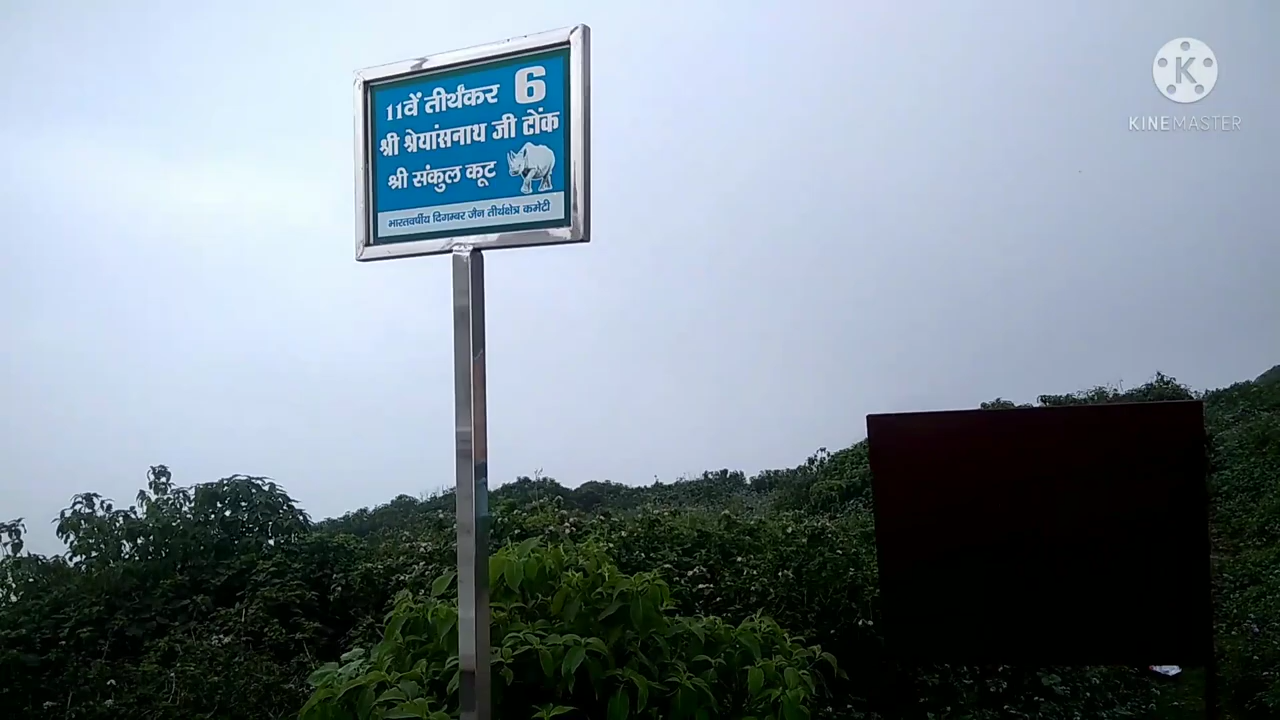 11वें तीर्थंकर 6
श्री श्रेयांसनाथ जी टोंक
श्री संकुल कूट
भारतवर्षीय दिगम्बर जैन तीर्थक्षेत्र कमेटी
K
KINEMASTER